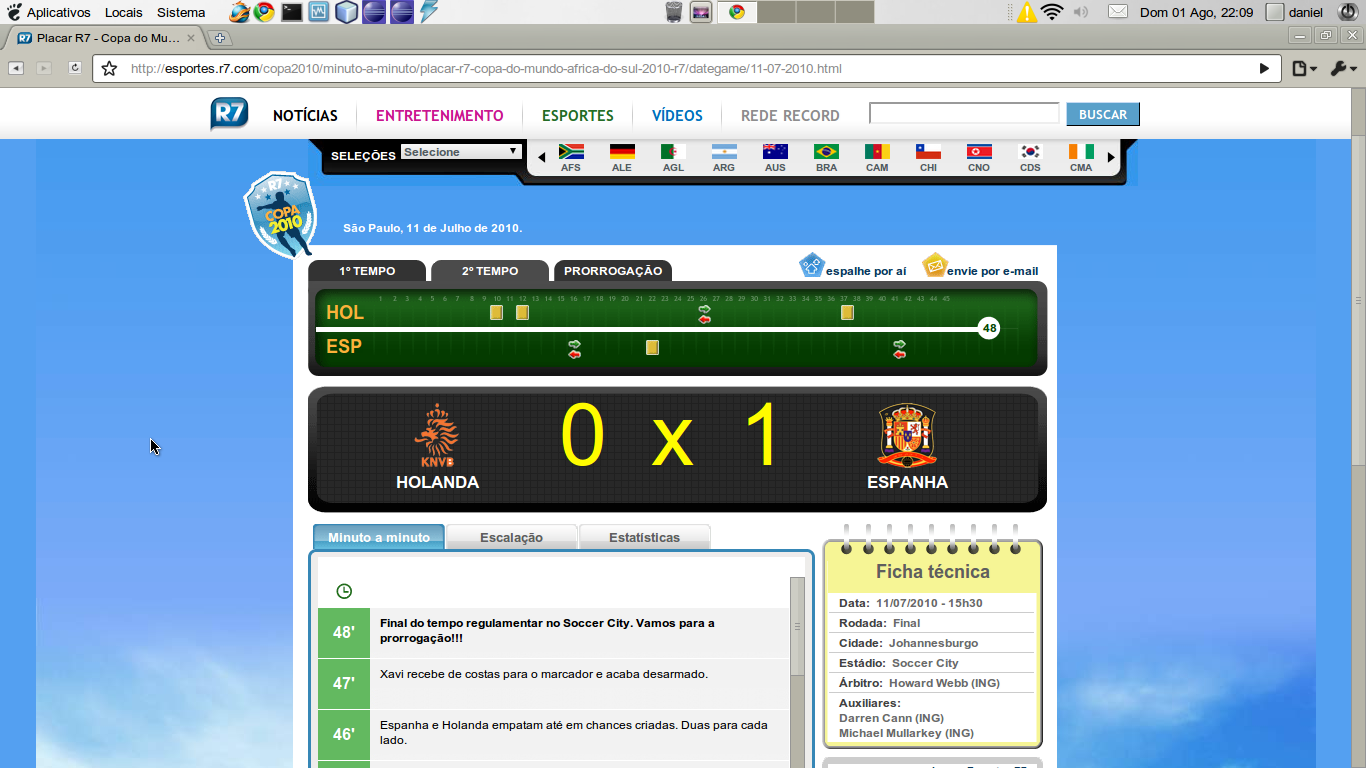 Aplicativos Locais Sistema
Dom 01 Ago, 22:09 daniel
R7 Placar R7 - Copa do Mu...
http://esportes.r7.com/copa2010/minuto-a-minuto/placar-r7-copa-do-mundo-africa-do-sul-2010-r7/dategame/11-07-2010.html
R7 NOTÍCIAS ENTRETENIMENTO ESPORTES VÍDEOS REDE RECORD BUSCAR
SELEÇÕES Selecione
AFS ALE AGL ARG AUS BRA CAM CHI CNO CDS CMA
R7
COPA
2010
São Paulo, 11 de Julho de 2010.
1º TEMPO 2º TEMPO PRORROGAÇÃO espalhe por aí envie por e-mail
1 2 3 4 5 6 7 8 9 10 11 12 13 14 15 16 17 18 19 20 21 22 23 24 25 26 27 28 29 30 31 32 33 34 35 36 37 38 39 40 41 42 43 44 45
HOL
48
ESP
0 x 1
KNVB
HOLANDA ESPANHA
Minuto a minuto Escalação Estatísticas
48' Final do tempo regulamentar no Soccer City. Vamos para a
prorrogação!!!
47' Xavi recebe de costas para o marcador e acaba desarmado.
46' Espanha e Holanda empatam até em chances criadas. Duas para cada
lado.
Ficha técnica
Data: 11/07/2010 - 15h30
Rodada: Final
Cidade: Johannesburgo
Estádio: Soccer City
Árbitro: Howard Webb (ING)
Auxiliares:
Darren Cann (ING)
Michael Mullarkey (ING)